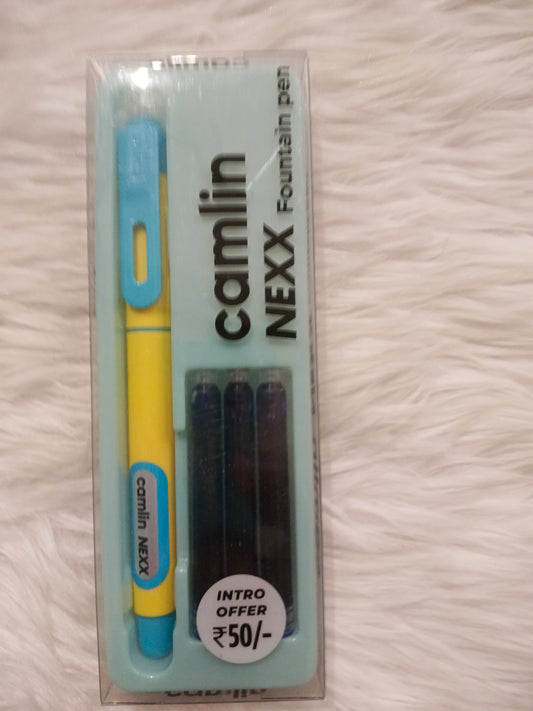 camlin
NEXX Fountain pen
camlin NEXX
INTRO
OFFER
₹50/-